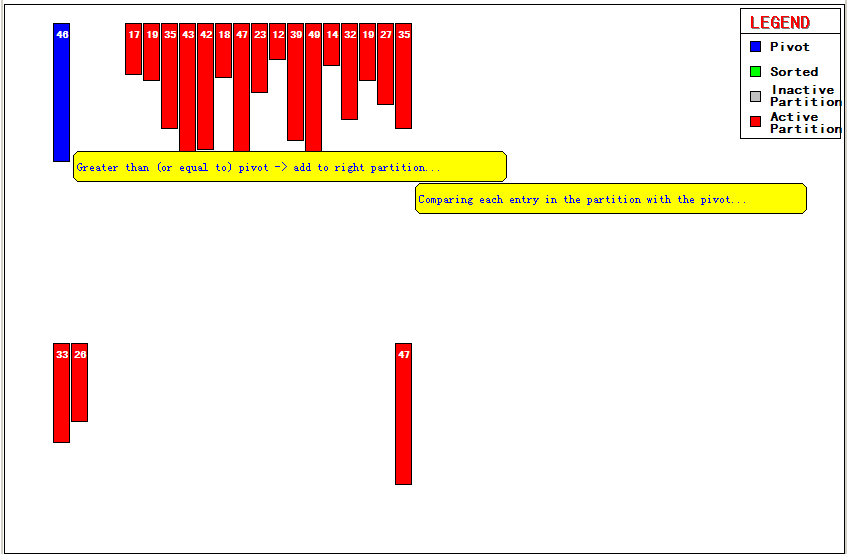 46 17 19 35 43 42 18 47 23 12 39 49 14 32 19 27 35
LEGEND
Pivot
Sorted
Inactive
Partition
Active
Partition
Greater than (or equal to) pivot -> add to right partition...
Comparing each entry in the partition with the pivot...
33 26 47